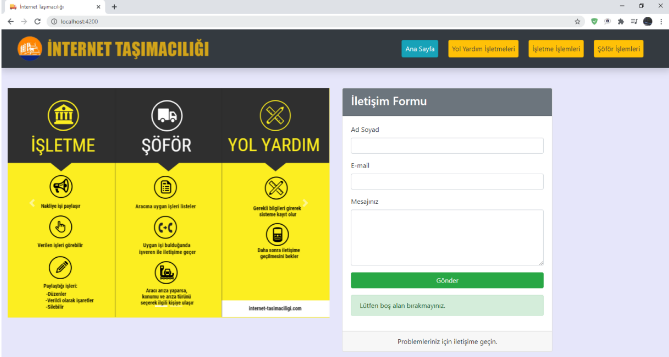 Internet Taşımacılığı
localhost:4200
İNTERNET TAŞIMACILIĞI
Ana Sayfa
Yol Yardım İşletmeleri
İşletme İşlemleri
Şöför İşlemleri
İŞLETME
Nakliye işi paylaşır
Verilen işleri görebilir
Paylaştığı işleri:
-Düzenler
-Verildi olarak işaretler
-Silebilir
ŞÖFÖR
Aracına uygun işleri listeler
Uygun işi bulduğunda
işveren ile iletişime geçer
Aracı arıza yaparsa,
konumu ve arıza türünü
seçerek ilgili kişiye ulaşır
YOL YARDIM
Gerekli bilgileri girerek
sisteme kayıt olur
Daha sonra iletişime
geçilmesini bekler
internet-tasimaciligi.com
İletişim Formu
Ad Soyad
E-mail
Mesajınız
Gönder
Lütfen boş alan bırakmayınız.
Problemleriniz için iletişime geçin.